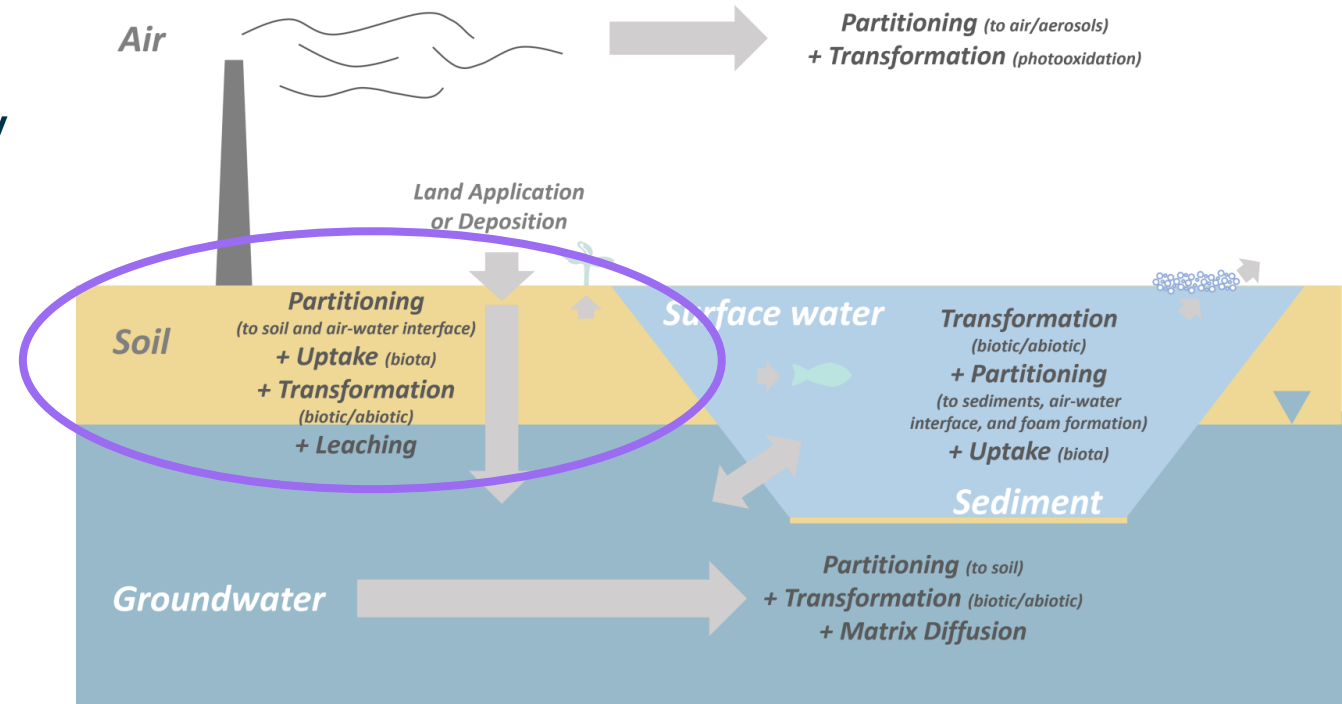 Air
Partitioning (to air/aerosols)
+ Transformation (photooxidation)
Land Application
or Deposition
Soil
Partitioning
(to soil and air-water interface)
+ Uptake (biota)
+ Transformation
(biotic/abiotic)
+ Leaching
Surface water
Transformation
(biotic/abiotic)
+ Partitioning
(to sediments, air-water
interface, and foam formation)
+ Uptake (biota)
Sediment
Groundwater
Partitioning (to soil)
+ Transformation (biotic/abiotic)
+ Matrix Diffusion